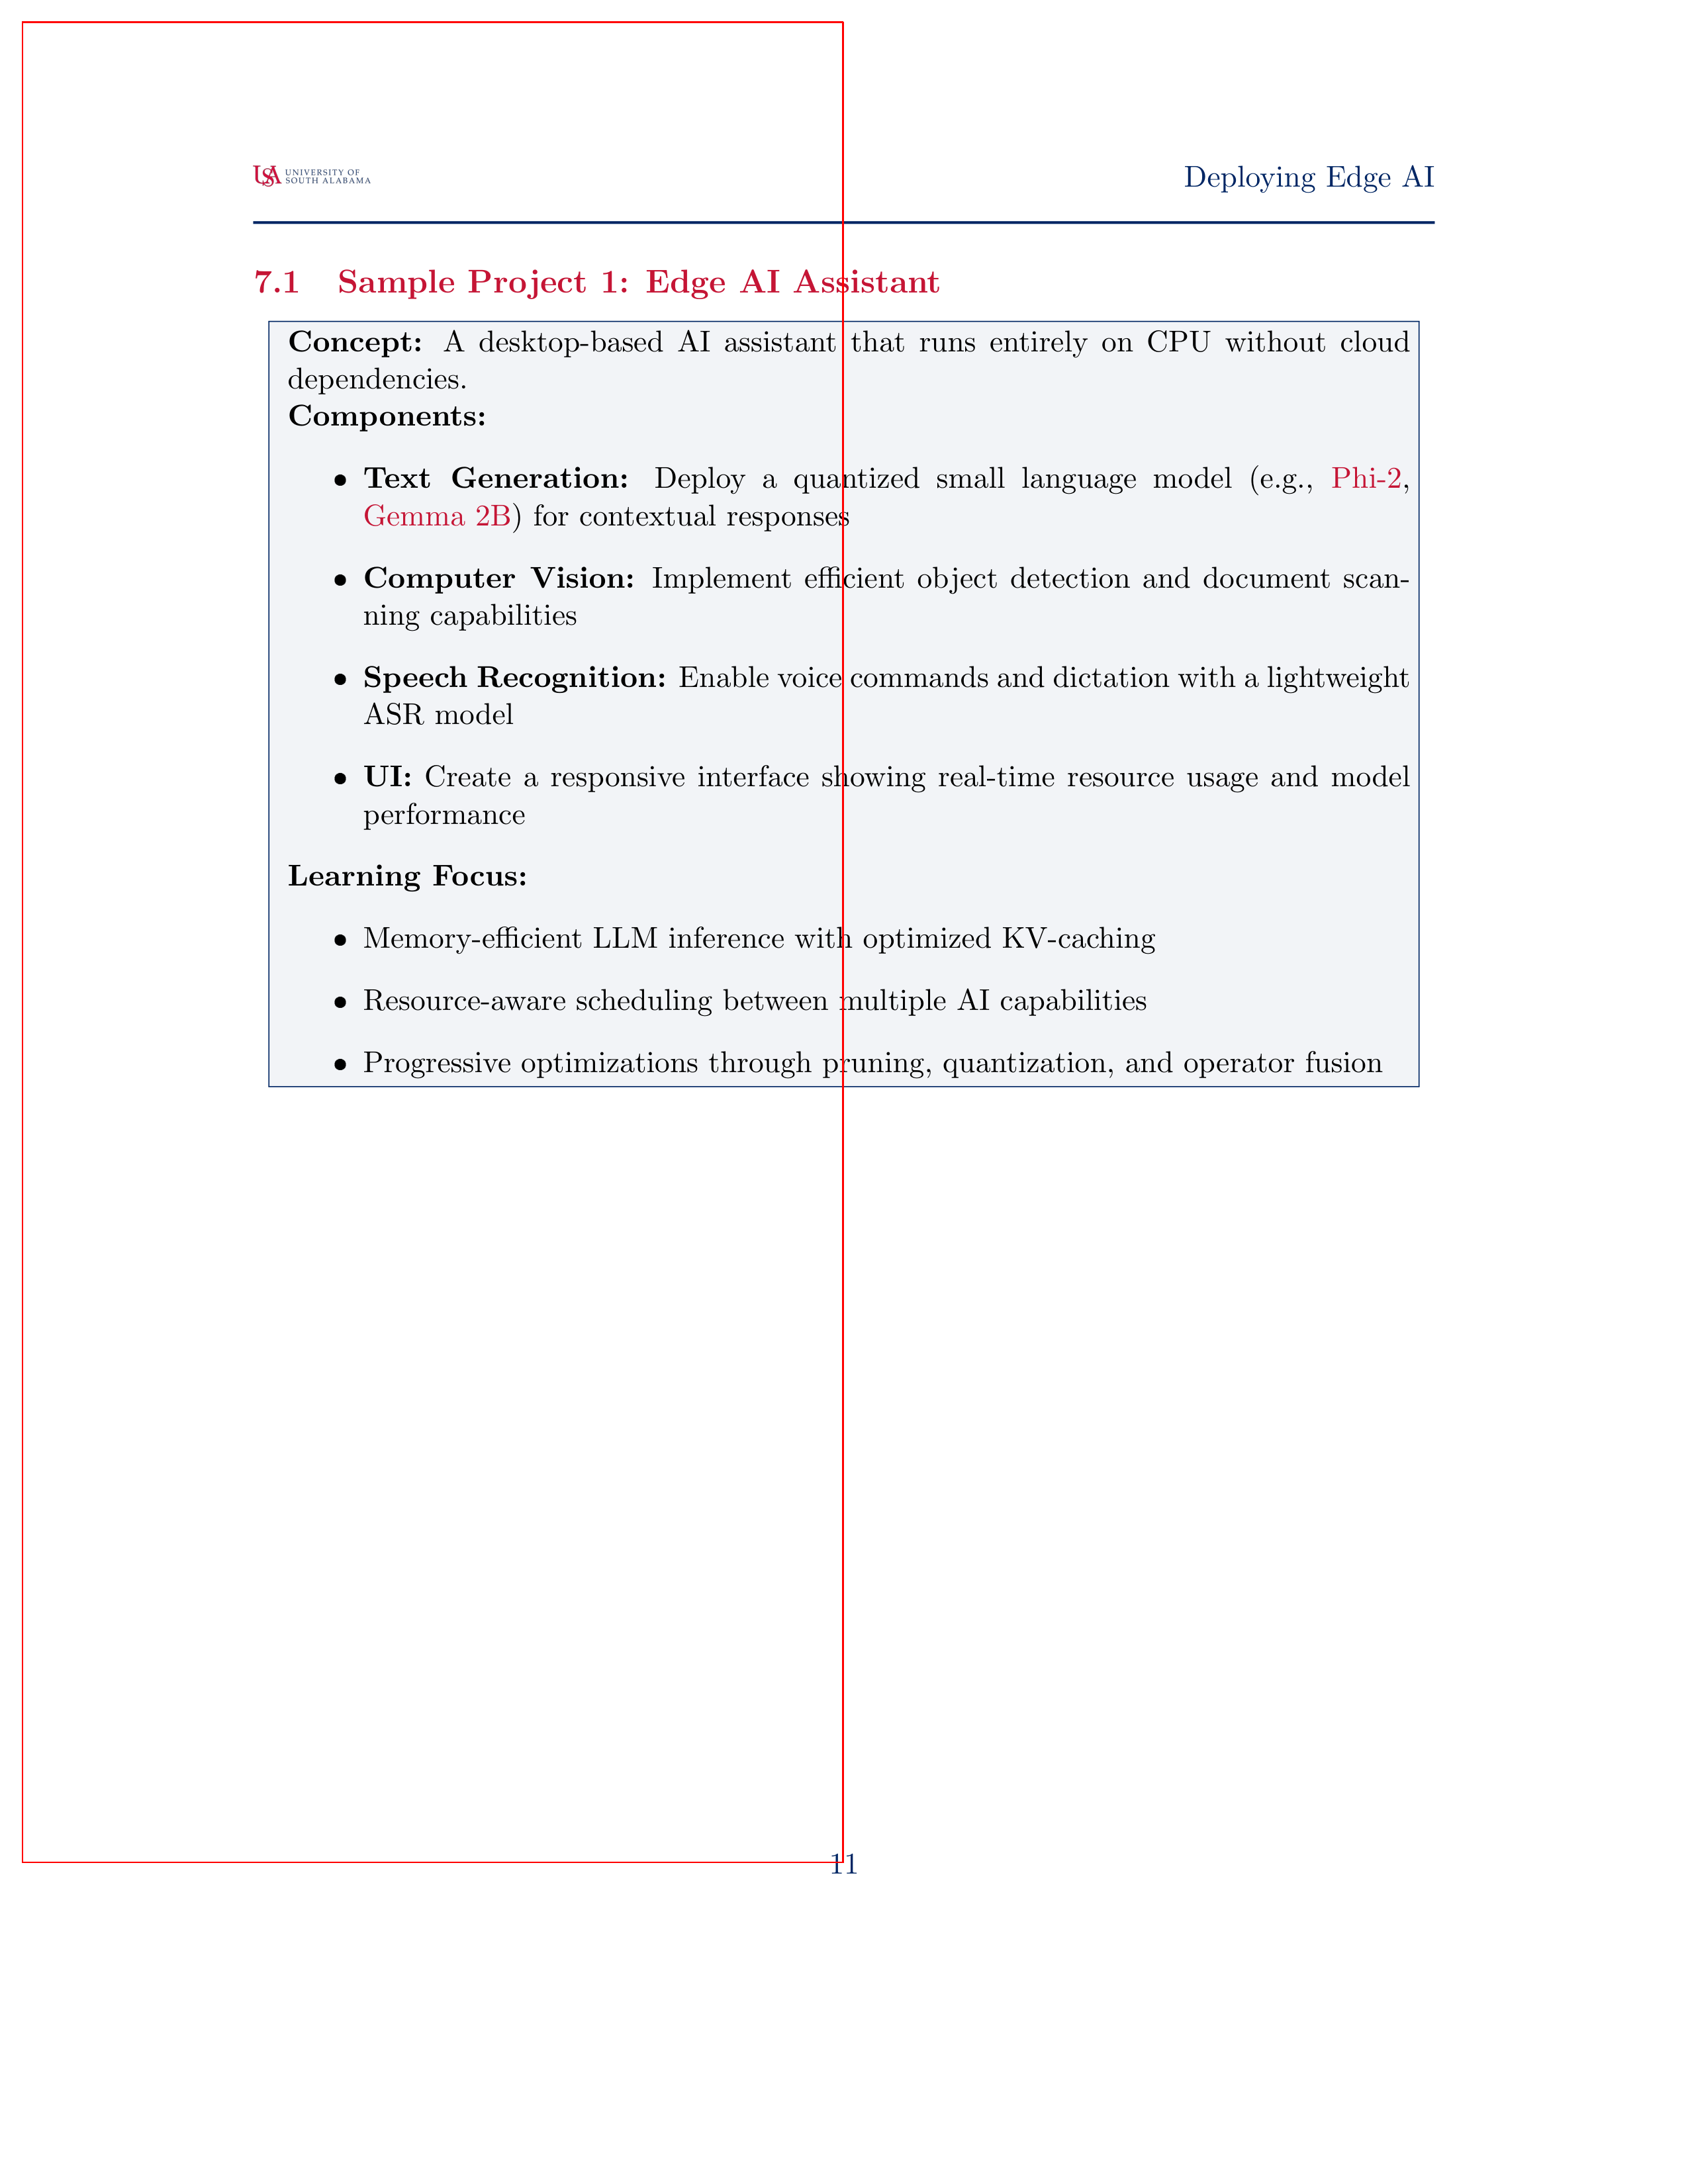 USA UNIVERSITY OF
SOUTH ALABAMA
Deploying Edge AI
7.1 Sample Project 1: Edge AI Assistant
Concept: A desktop-based AI assistant that runs entirely on CPU without cloud
dependencies.
Components:
• Text Generation: Deploy a quantized small language model (e.g., Phi-2,
Gemma 2B) for contextual responses
• Computer Vision: Implement efficient object detection and document scan-
ning capabilities
• Speech Recognition: Enable voice commands and dictation with a lightweight
ASR model
• UI: Create a responsive interface showing real-time resource usage and model
performance
Learning Focus:
• Memory-efficient LLM inference with optimized KV-caching
• Resource-aware scheduling between multiple AI capabilities
• Progressive optimizations through pruning, quantization, and operator fusion
11